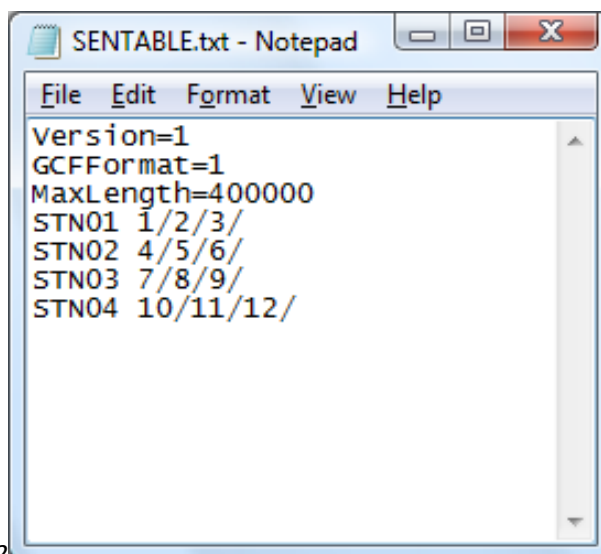 SENTABLE.txt - Notepad
File Edit Format View Help
Version=1
GCFFormat=1
MaxLength=400000
STN01 1/2/3/
STN02 4/5/6/
STN03 7/8/9/
STN04 10/11/12/